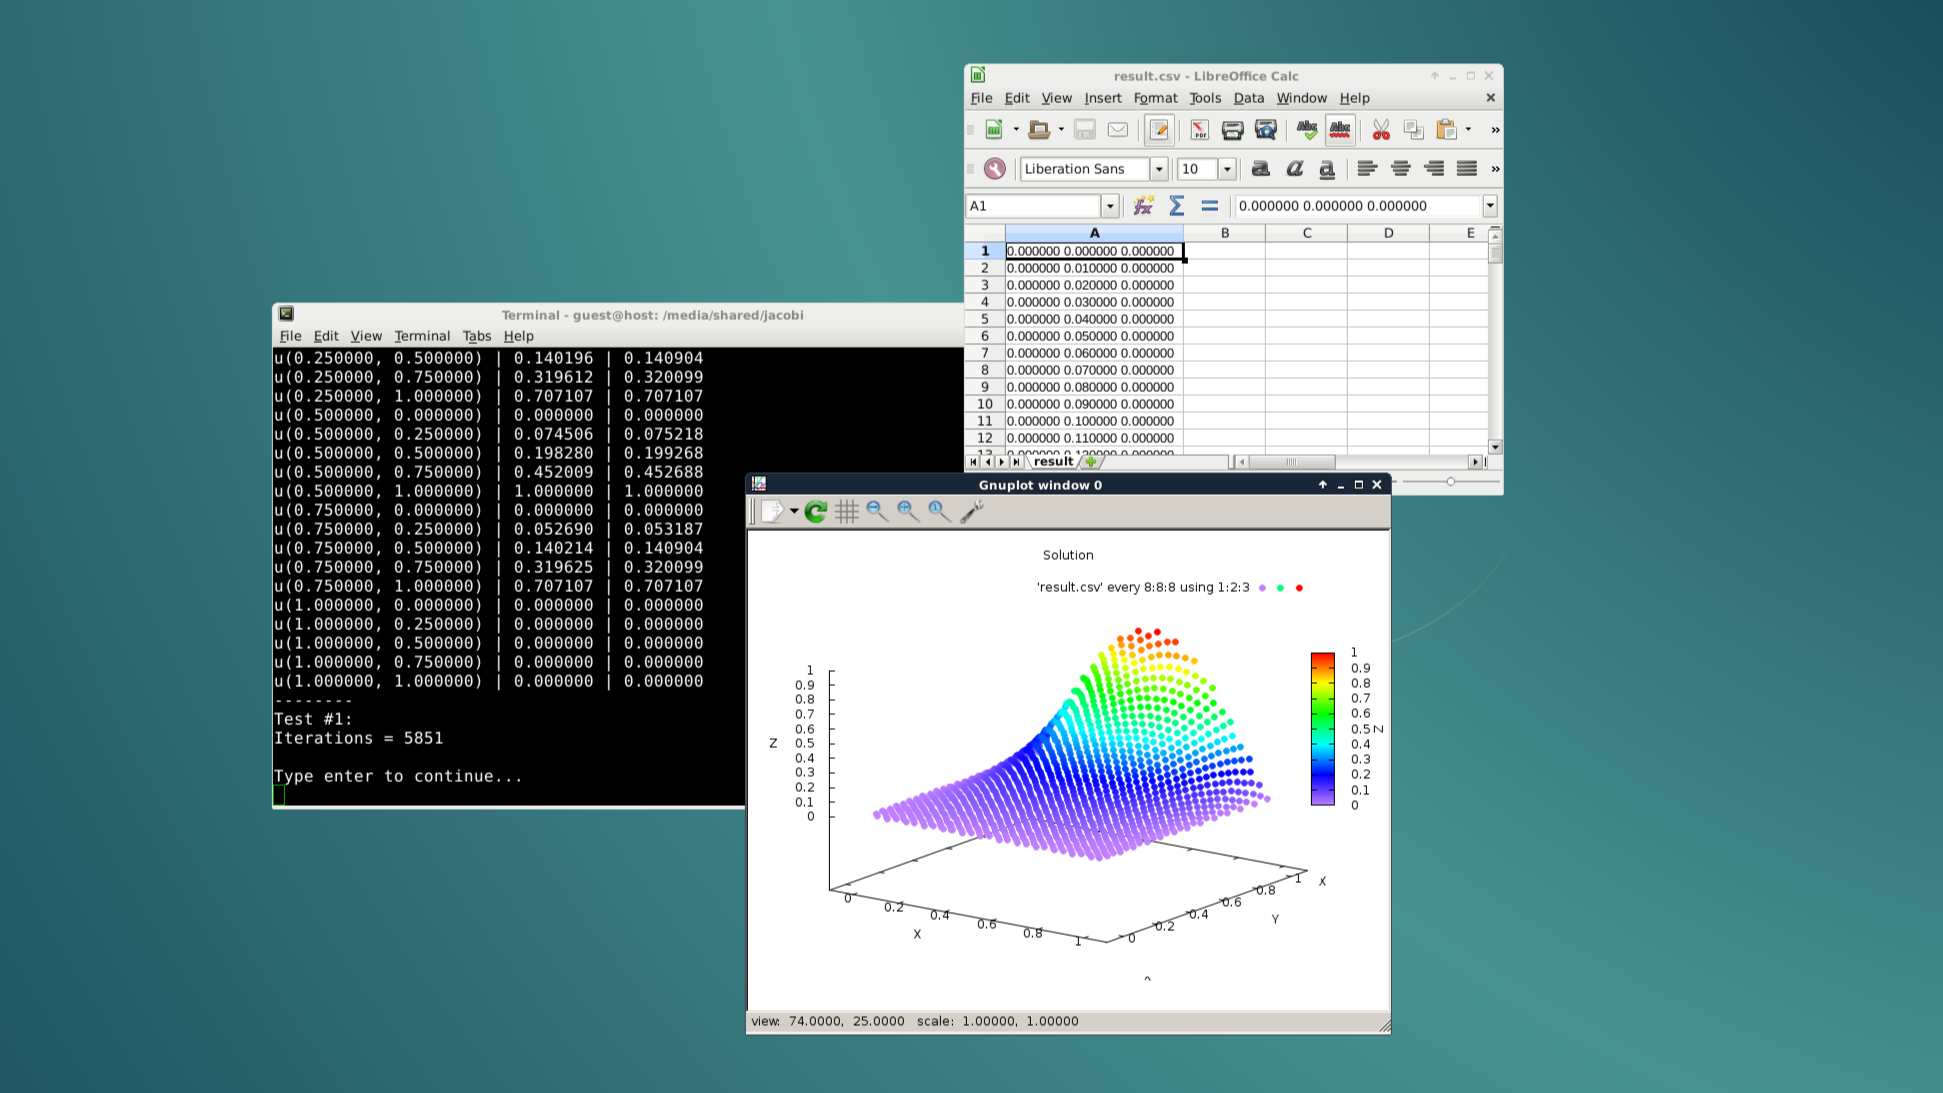 result.csv - LibreOffice Calc
File Edit View Insert Format Tools Data Window Help
Liberation Sans 10
A1 0.000000 0.000000 0.000000
A B C D E
1 0.000000 0.000000 0.000000
2 0.000000 0.010000 0.000000
3 0.000000 0.020000 0.000000
4 0.000000 0.030000 0.000000
5 0.000000 0.040000 0.000000
6 0.000000 0.050000 0.000000
7 0.000000 0.060000 0.000000
8 0.000000 0.070000 0.000000
9 0.000000 0.080000 0.000000
10 0.000000 0.090000 0.000000
11 0.000000 0.100000 0.000000
12 0.000000 0.110000 0.000000
result
Terminal - guest@host: /media/shared/jacobi
File Edit View Terminal Tabs Help
u(0.250000, 0.500000) | 0.140196 | 0.140904
u(0.250000, 0.750000) | 0.319612 | 0.320099
u(0.250000, 1.000000) | 0.707107 | 0.707107
u(0.500000, 0.000000) | 0.000000 | 0.000000
u(0.500000, 0.250000) | 0.074506 | 0.075218
u(0.500000, 0.500000) | 0.198280 | 0.199268
u(0.500000, 0.750000) | 0.452009 | 0.452688
u(0.500000, 1.000000) | 1.000000 | 1.000000
u(0.750000, 0.000000) | 0.000000 | 0.000000
u(0.750000, 0.250000) | 0.052690 | 0.053187
u(0.750000, 0.500000) | 0.140214 | 0.140904
u(0.750000, 0.750000) | 0.319625 | 0.320099
u(0.750000, 1.000000) | 0.707107 | 0.707107
u(1.000000, 0.000000) | 0.000000 | 0.000000
u(1.000000, 0.250000) | 0.000000 | 0.000000
u(1.000000, 0.500000) | 0.000000 | 0.000000
u(1.000000, 0.750000) | 0.000000 | 0.000000
u(1.000000, 1.000000) | 0.000000 | 0.000000
--------
Test #1:
Iterations = 5851
Type enter to continue...
Gnuplot window 0
Solution
'result.csv' every 8:8:8 using 1:2:3
1
0.9
0.8
0.7
0.6
0.5
0.4
0.3
0.2
0.1
0
Z
1
0.9
0.8
0.7
0.6
0.5
0.4
0.3
0.2
0.1
0
Z
0 0.2 0.4 0.6 0.8 1
X
0 0.2 0.4 0.6 0.8 1
Y
X
^
view: 74.0000, 25.0000 scale: 1.00000, 1.00000